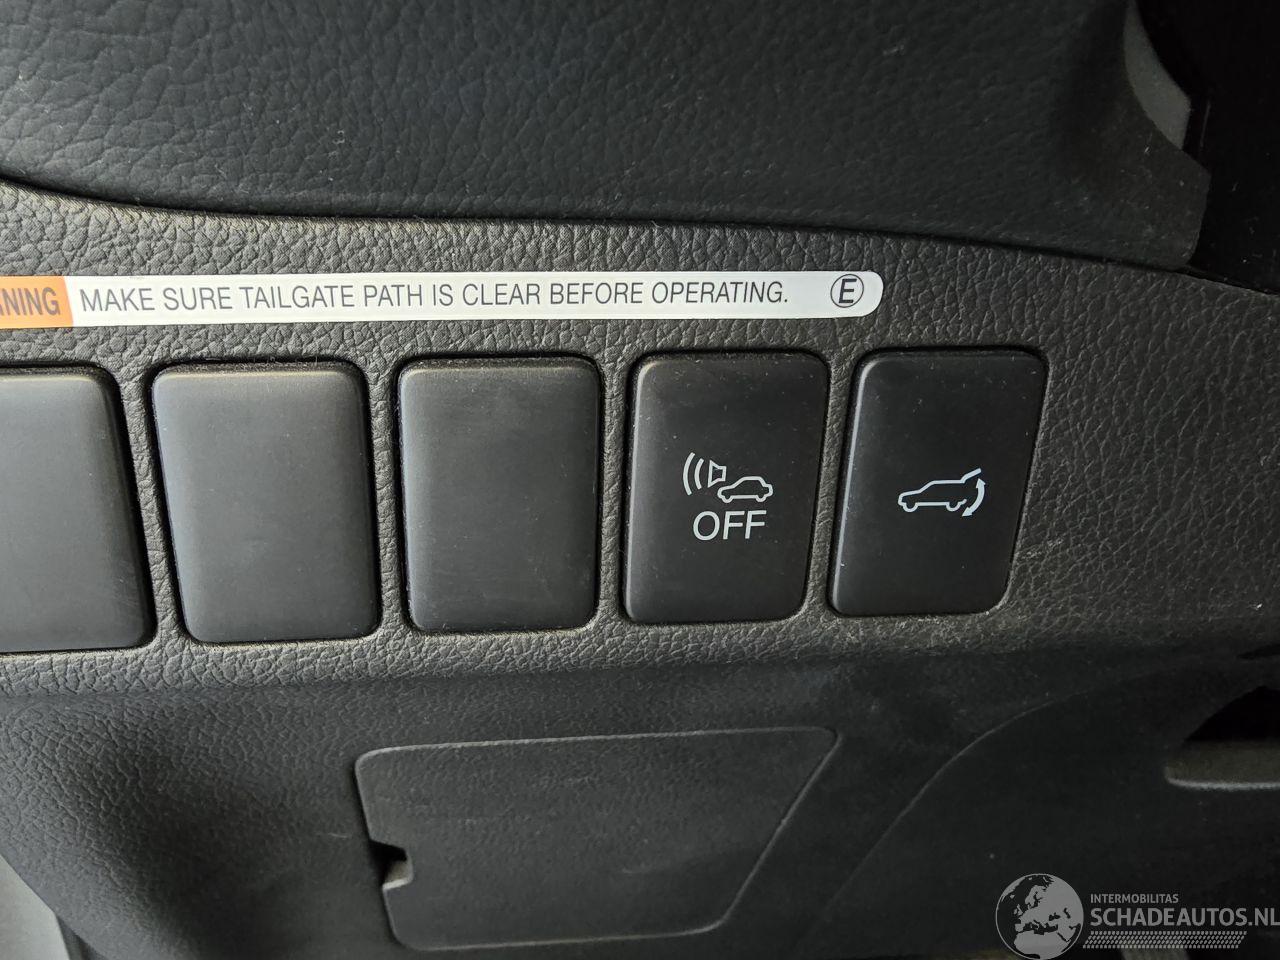 NING MAKE SURE TAILGATE PATH IS CLEAR BEFORE OPERATING. E
OFF
INTERMOBILITAS
SCHADEAUTOS.NL